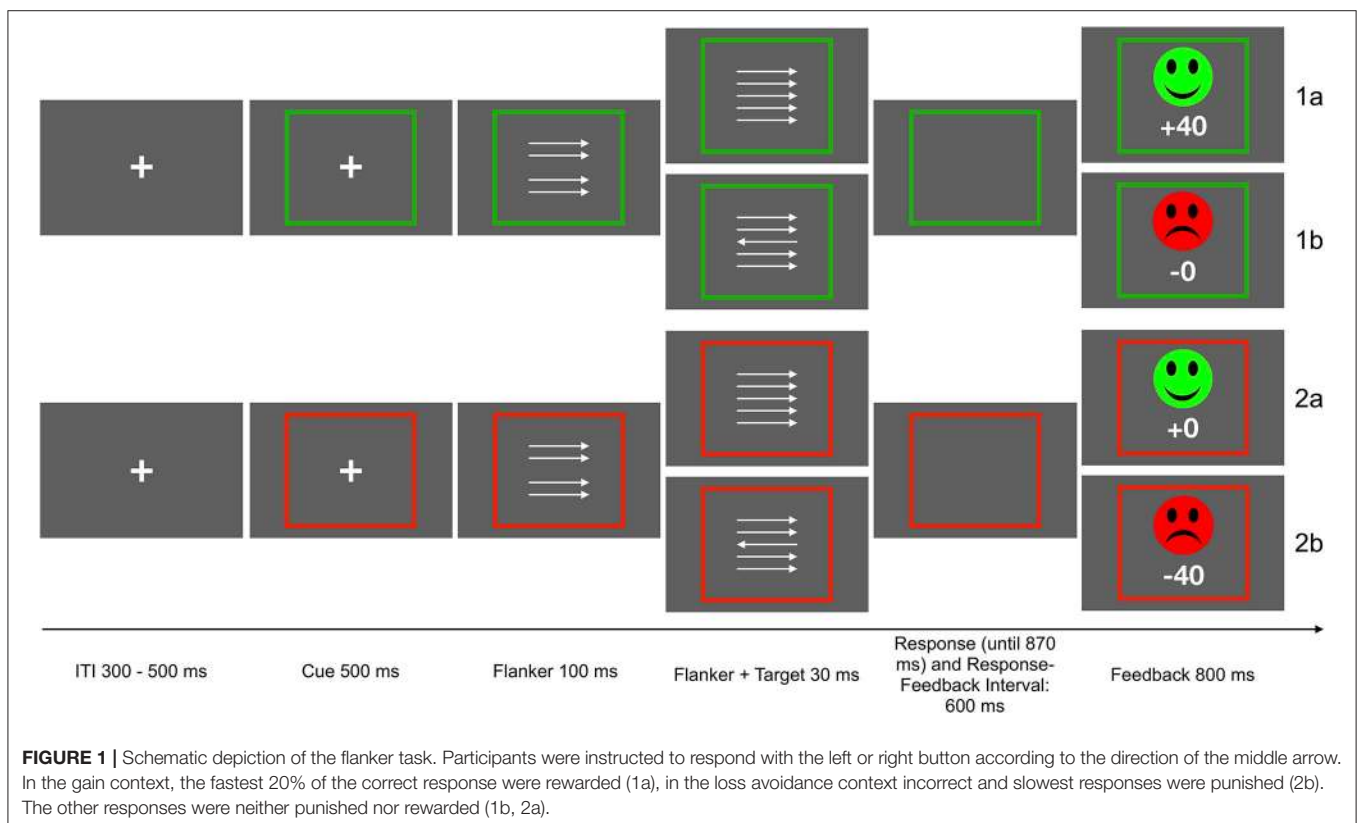 +40
1a
+
+
-0
1b
+0
2a
+
+
-40
2b
ITI 300 - 500 ms
Cue 500 ms
Flanker 100 ms
Flanker + Target 30 ms
Response (until 870
ms) and Response-
Feedback Interval:
600 ms
Feedback 800 ms
FIGURE 1 | Schematic depiction of the flanker task. Participants were instructed to respond with the left or right button according to the direction of the middle arrow.
In the gain context, the fastest 20% of the correct response were rewarded (1a), in the loss avoidance context incorrect and slowest responses were punished (2b).
The other responses were neither punished nor rewarded (1b, 2a).